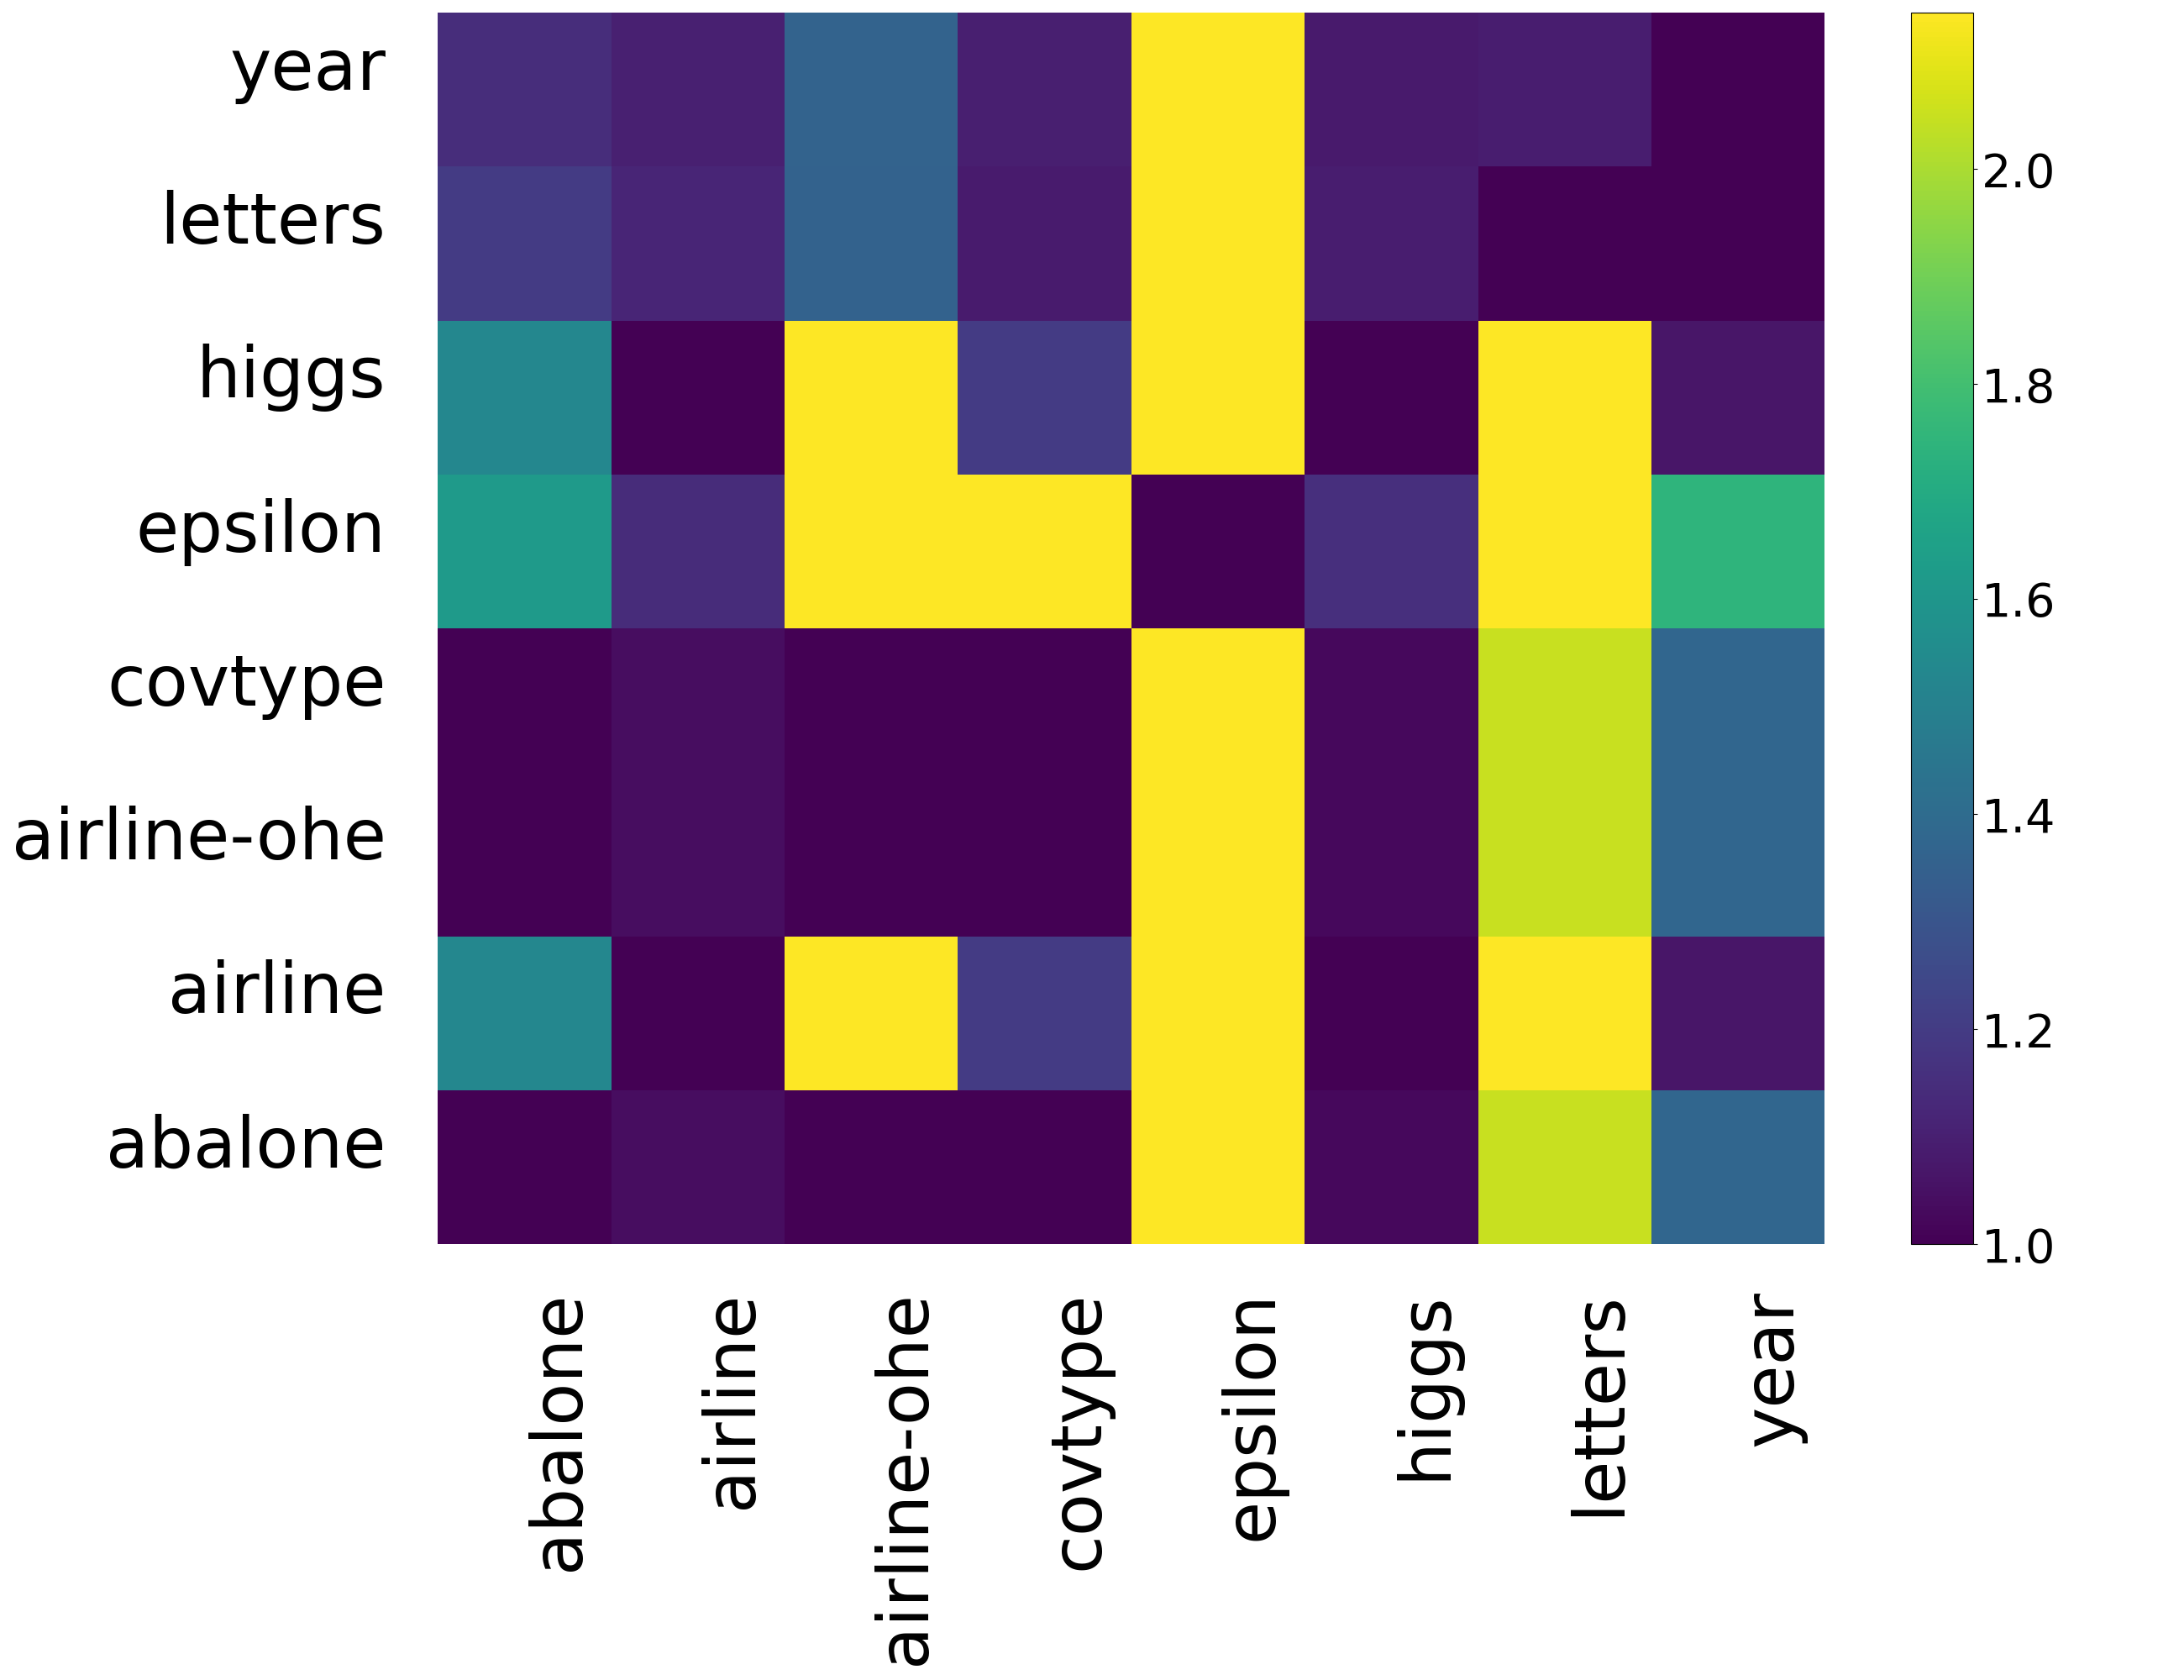 year
letters
higgs
epsilon
covtype
airline-ohe
airline
abalone
abalone
airline
airline-ohe
covtype
epsilon
higgs
letters
year
2.0
1.8
1.6
1.4
1.2
1.0